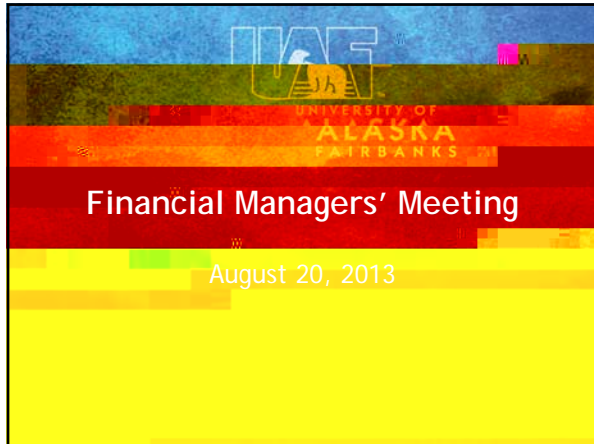 UAF
UNIVERSITY OF
ALASKA
FAIRBANKS
Financial Managers' Meeting
August 20, 2013